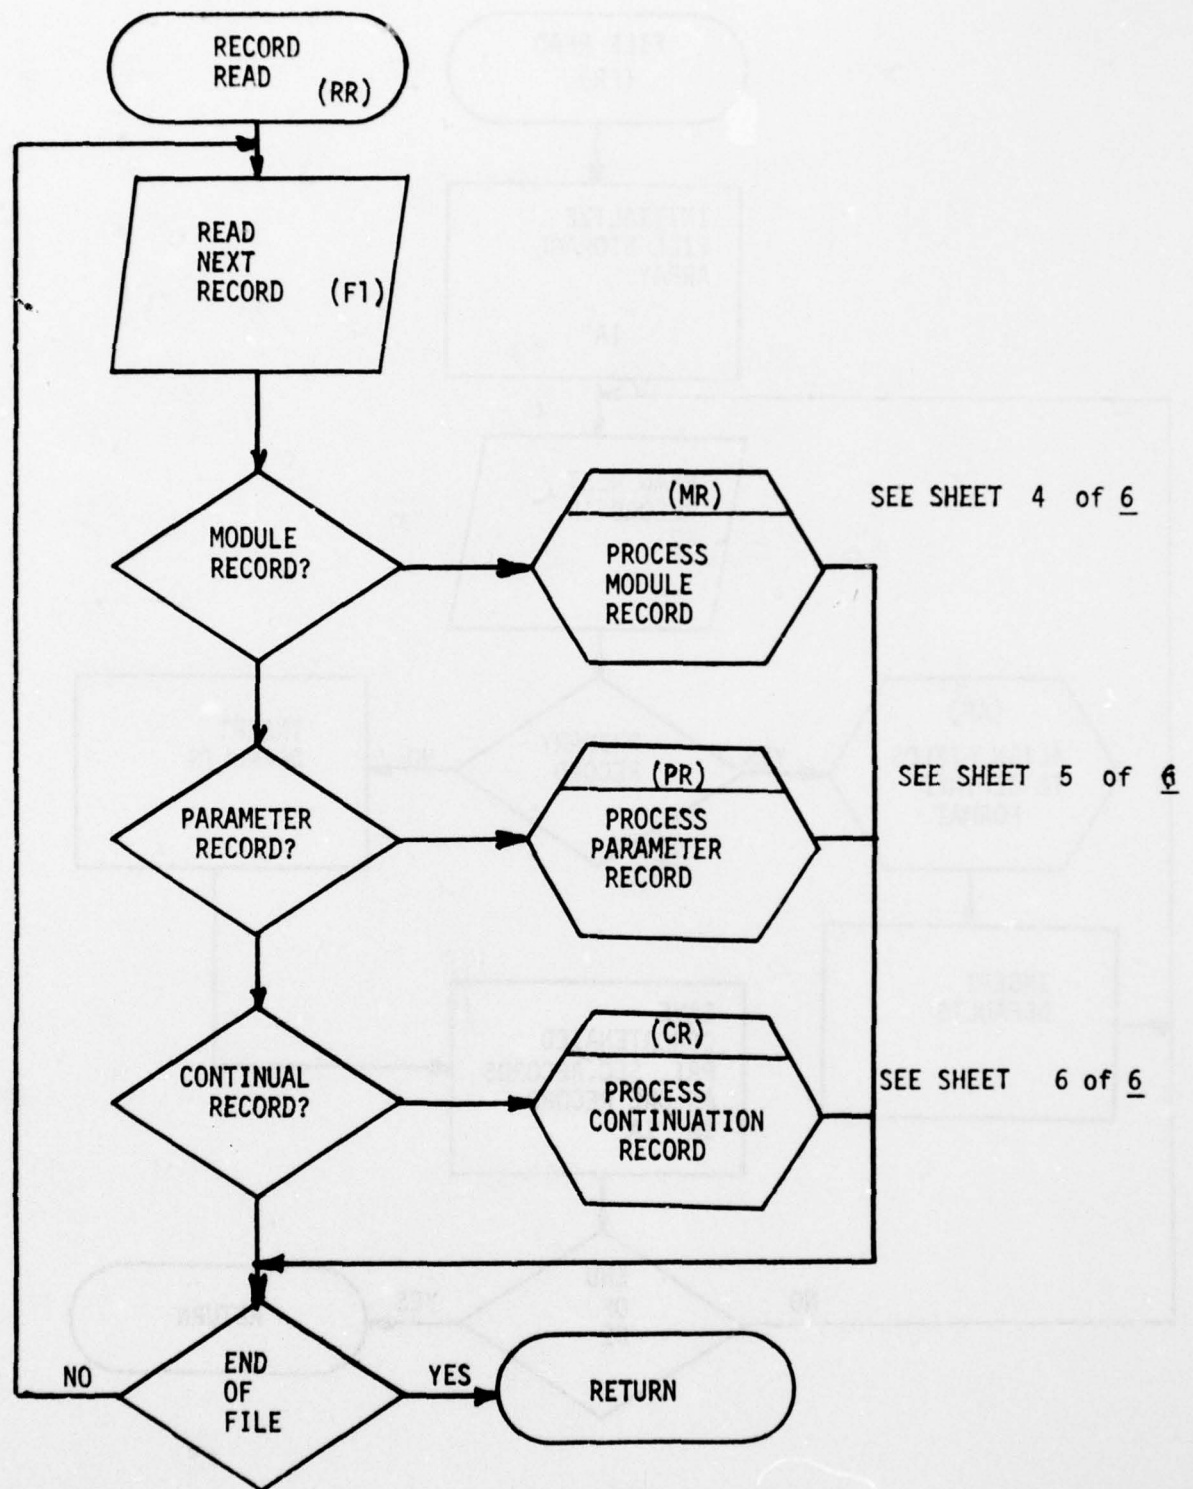 RECORD
READ
(RR)
READ
NEXT
RECORD (F1)
MODULE
RECORD?
(MR)
PROCESS
MODULE
RECORD
SEE SHEET 4 of 6
PARAMETER
RECORD?
(PR)
PROCESS
PARAMETER
RECORD
SEE SHEET 5 of 6
CONTINUAL
RECORD?
(CR)
PROCESS
CONTINUATION
RECORD
SEE SHEET 6 of 6
END
OF
FILE
NO
YES
RETURN